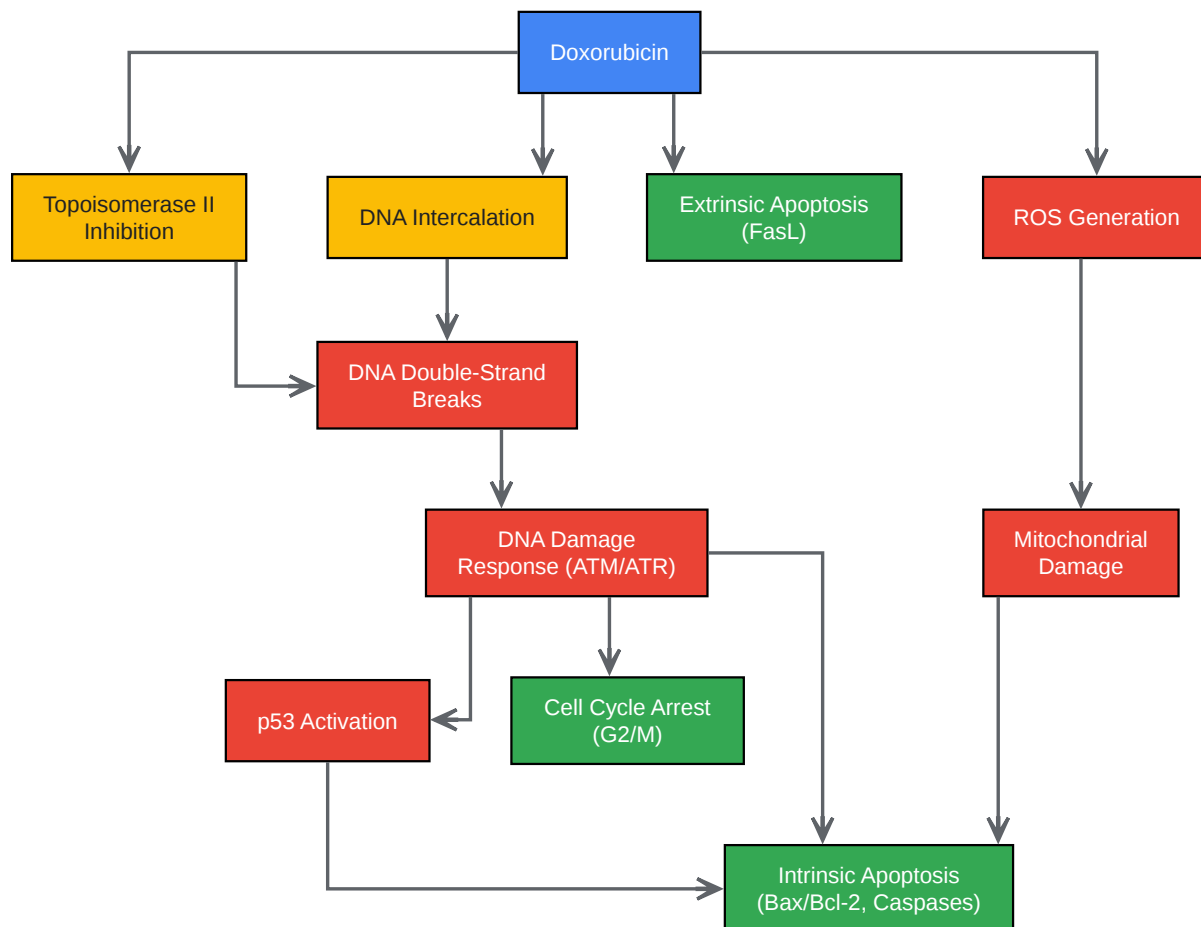 Doxorubicin
Topoisomerase II
Inhibition
DNA Intercalation
Extrinsic Apoptosis
(FasL)
ROS Generation
DNA Double-Strand
Breaks
DNA Damage
Response (ATM/ATR)
Mitochondrial
Damage
p53 Activation
Cell Cycle Arrest
(G2/M)
Intrinsic Apoptosis
(Bax/Bcl-2, Caspases)